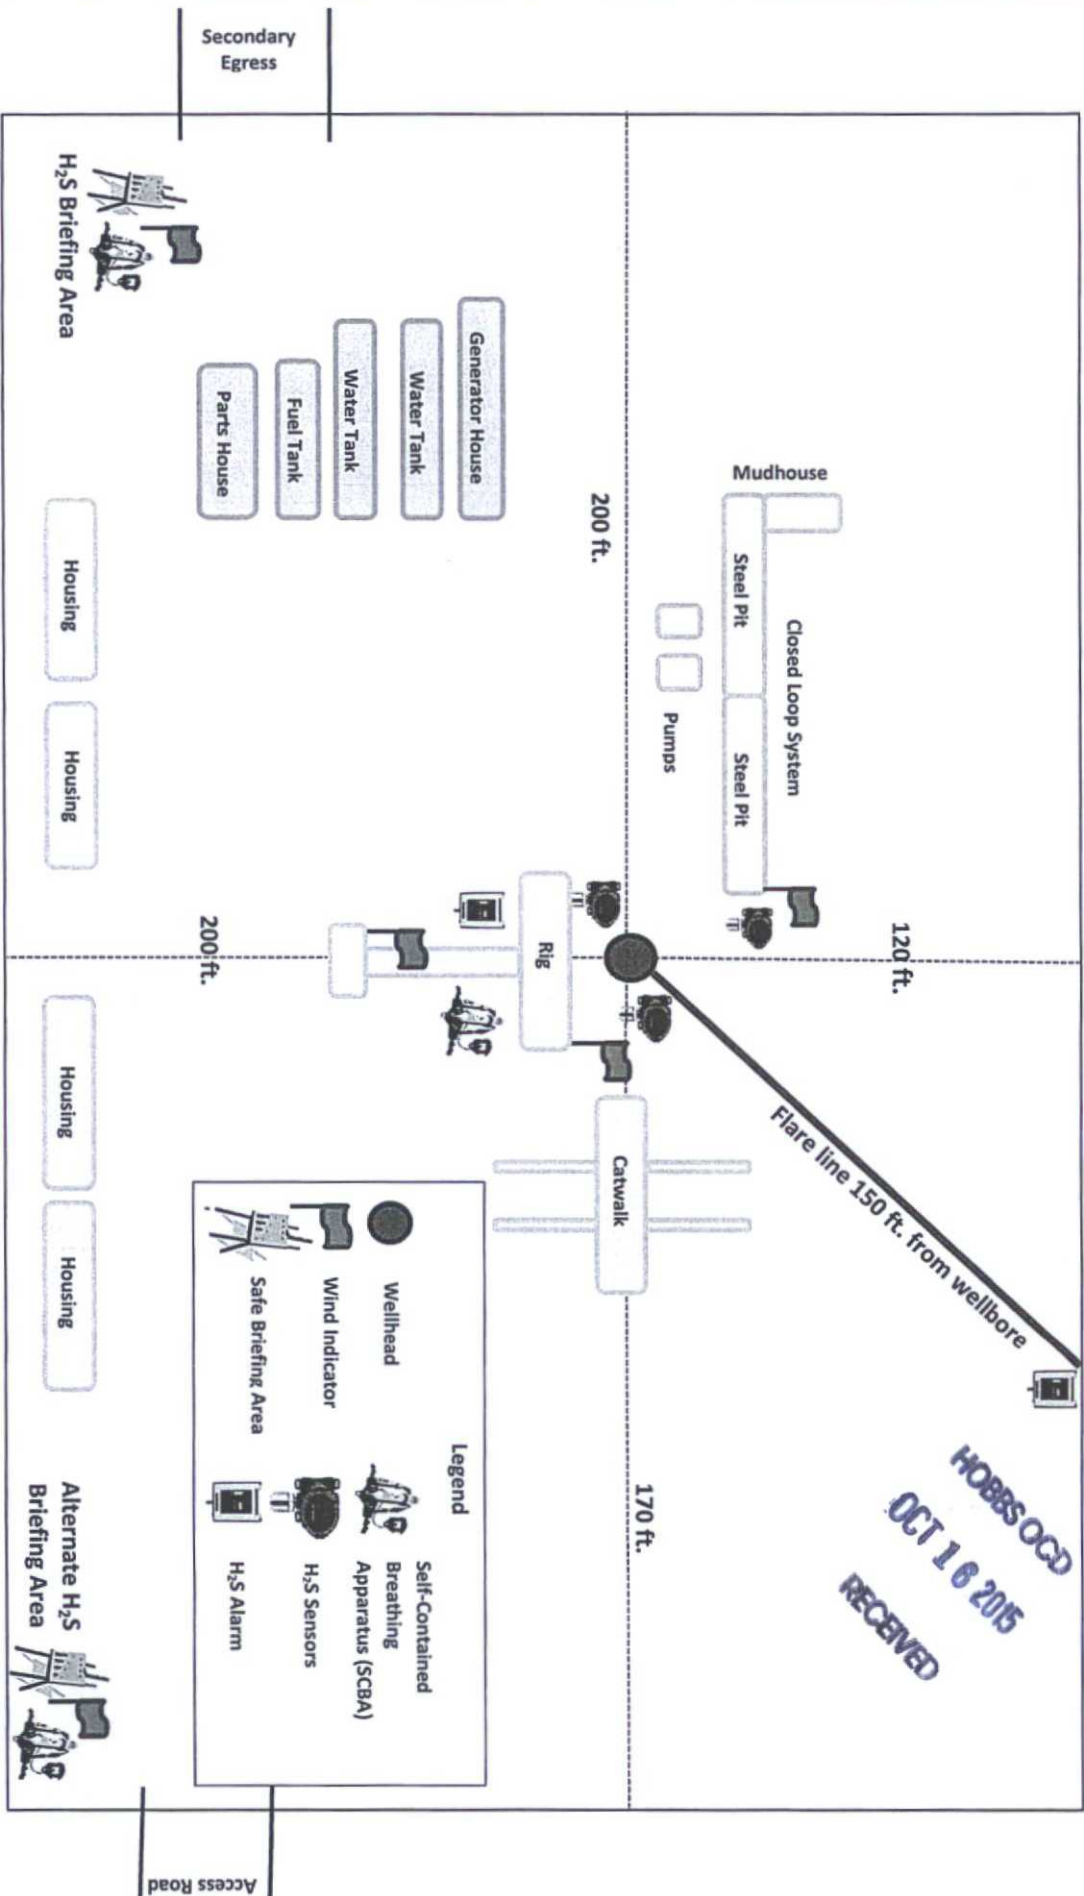 Secondary
Egress
H₂S Briefing Area
Generator House
Water Tank
Water Tank
Fuel Tank
Parts House
200 ft.
Mudhouse
Steel Pit
Steel Pit
Closed Loop System
Pumps
120 ft.
Housing
Housing
Housing
Housing
200 ft.
Rig
Catwalk
Flare line 150 ft. from wellbore
170 ft.
HOBBS OCD
OCT 16 2015
RECEIVED
Legend
Wellhead
Wind Indicator
Safe Briefing Area
Self-Contained
Breathing
Apparatus (SCBA)
H₂S Sensors
H₂S Alarm
Alternate H₂S
Briefing Area
Access Road